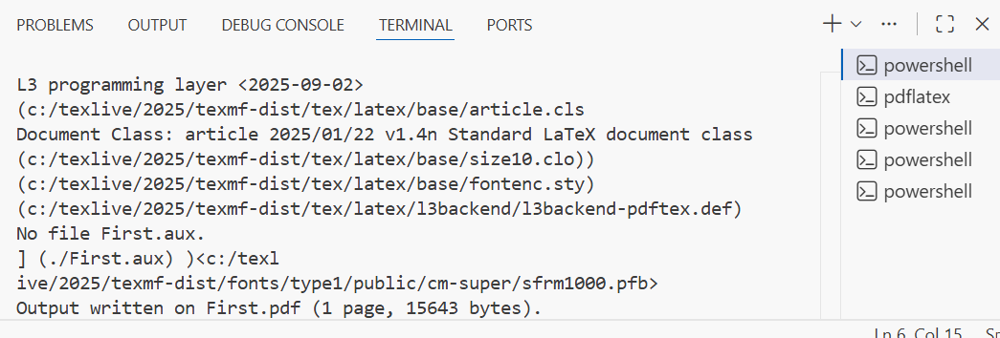 PROBLEMS OUTPUT DEBUG CONSOLE TERMINAL PORTS
L3 programming layer <2025-09-02>
(c:/texlive/2025/texmf-dist/tex/latex/base/article.cls
Document Class: article 2025/01/22 v1.4n Standard LaTeX document class
(c:/texlive/2025/texmf-dist/tex/latex/base/size10.clo))
(c:/texlive/2025/texmf-dist/tex/latex/base/fontenc.sty)
(c:/texlive/2025/texmf-dist/tex/latex/l3backend/l3backend-pdftex.def)
No file First.aux.
] (./First.aux) )<c:/texl
ive/2025/texmf-dist/fonts/type1/public/cm-super/sfrm1000.pfb>
Output written on First.pdf (1 page, 15643 bytes).
powershell
pdflatex
powershell
powershell
powershell
Ln 6, Col 15